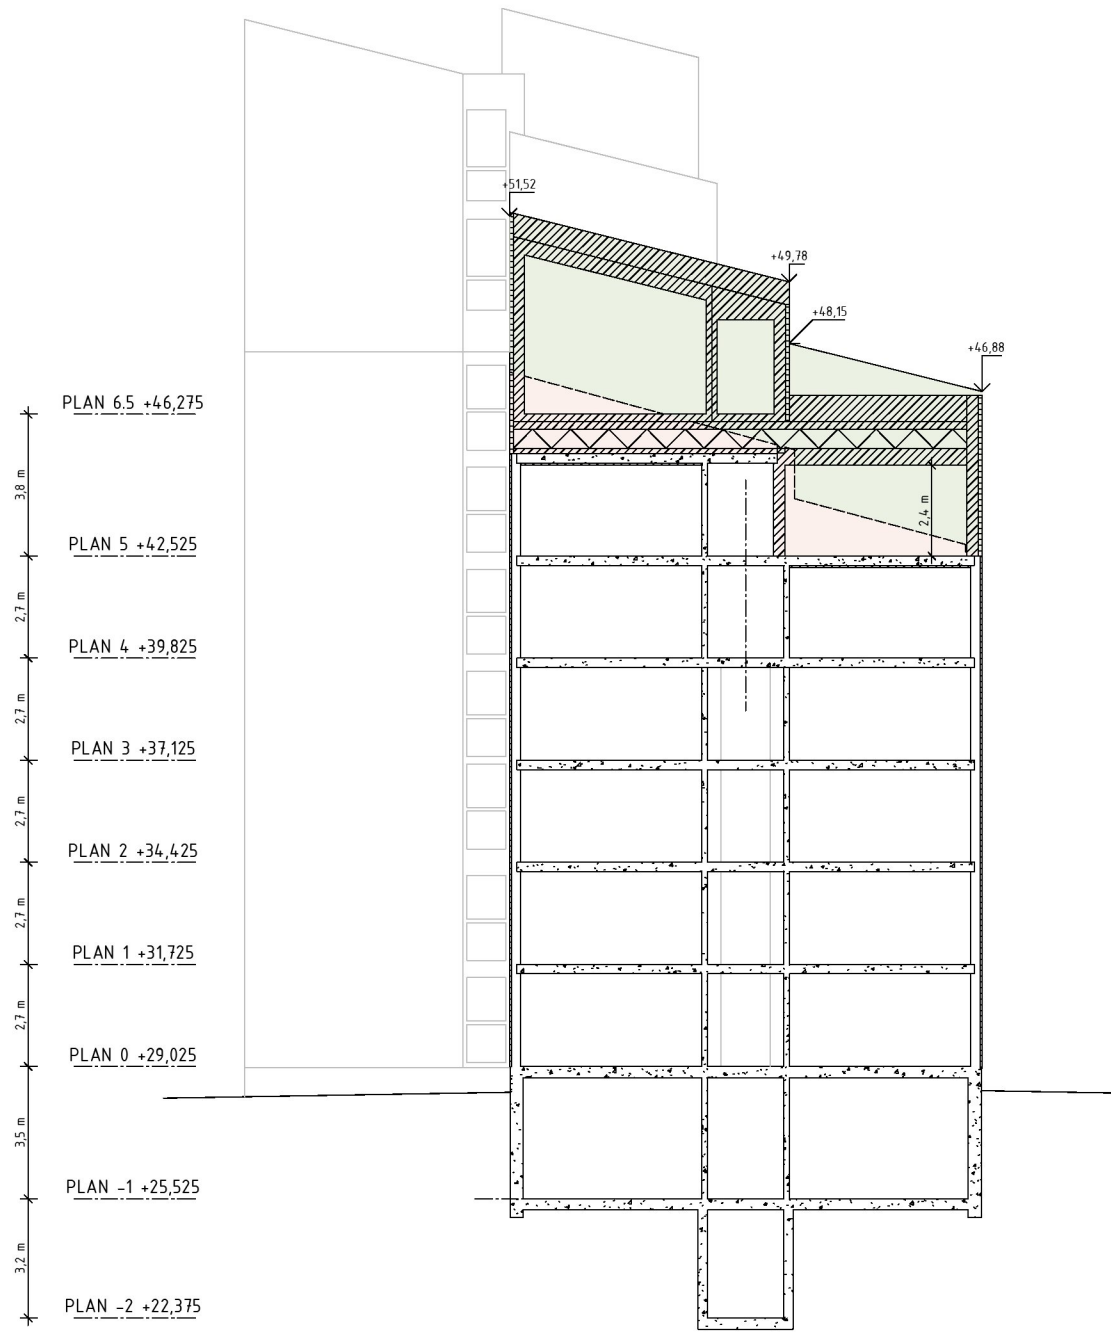 +51,52
+49,78
+48,15
+46,88
PLAN 6.5 +46,275
3,8 m
2,4 m
PLAN 5 +42,525
2,7 m
PLAN 4 +39,825
2,7 m
PLAN 3 +37,125
2,7 m
PLAN 2 +34,425
2,7 m
PLAN 1 +31,725
2,7 m
PLAN 0 +29,025
3,5 m
PLAN -1 +25,525
3,2 m
PLAN -2 +22,375